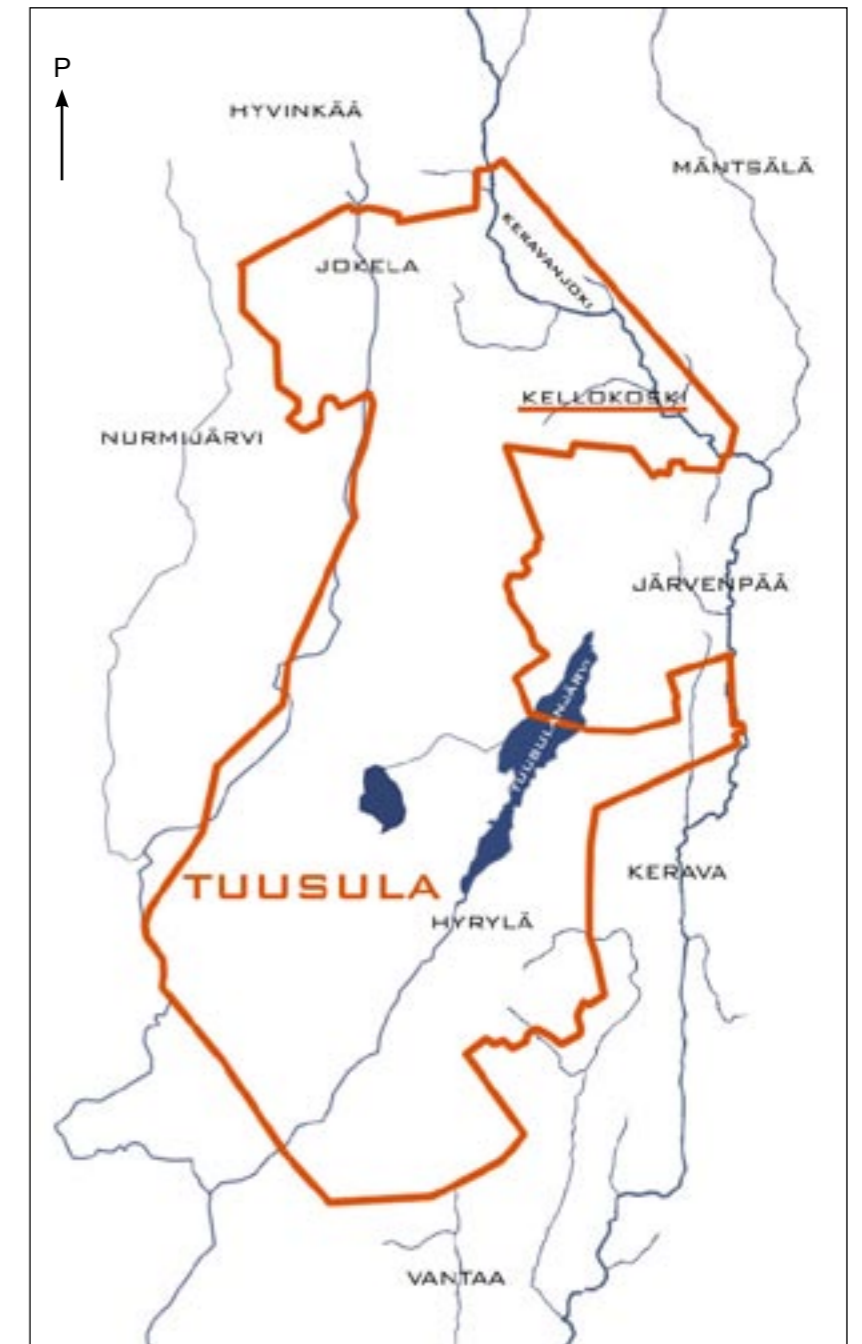 P
HYVINKÄÄ
MÄNTSÄLÄ
KERAVANJOKI
JOKELA
KELLOKOSKI
NURMIJÄRVI
JÄRVENPÄÄ
TUUSULANJÄRVI
KERAVA
TUUSULA
HYRYLÄ
VANTAA